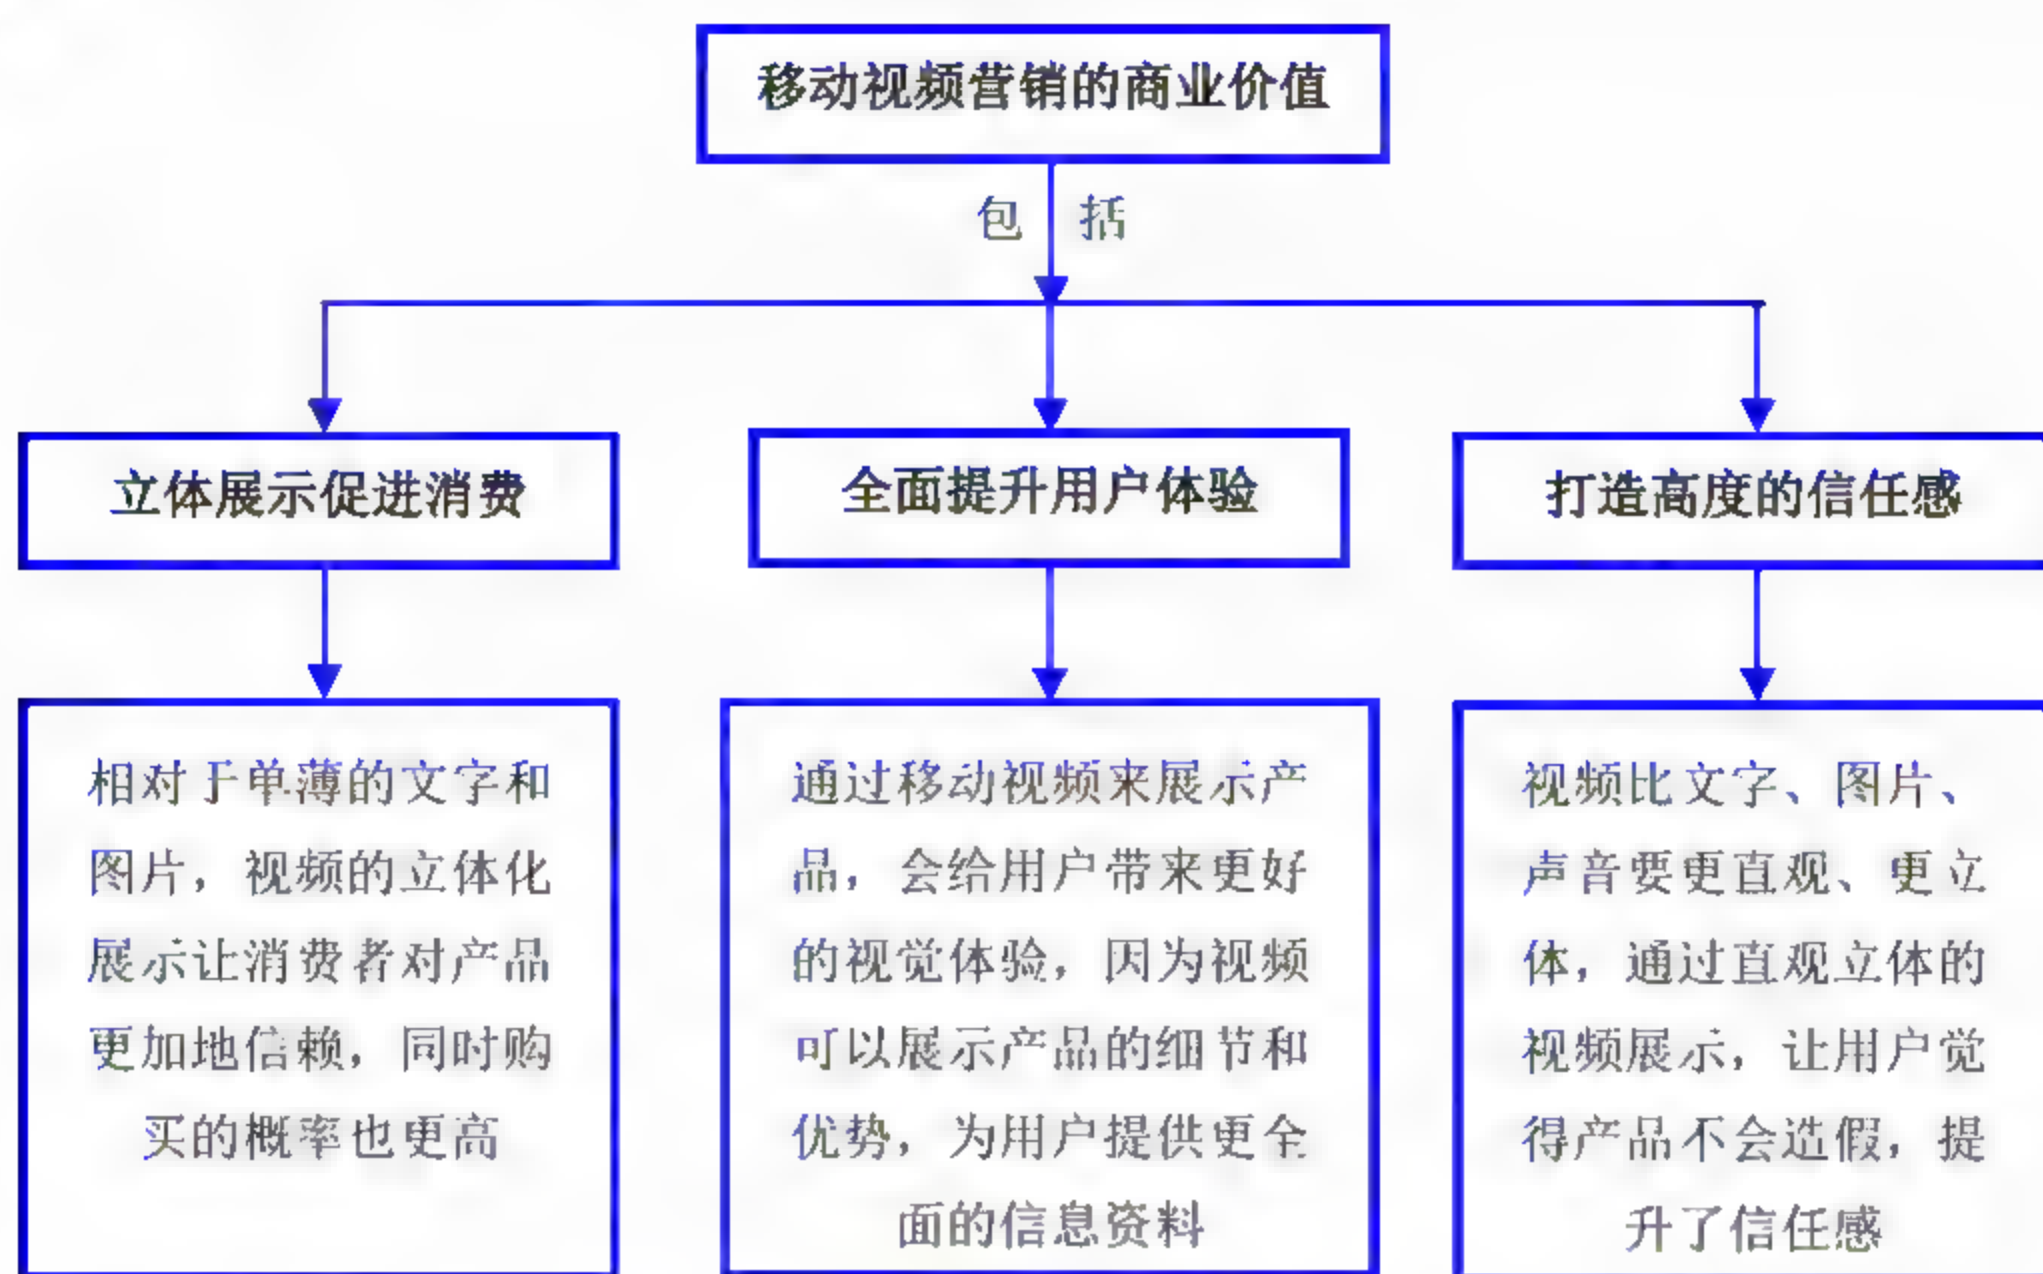 移动视频营销的商业价值
包 括
立体展示促进消费
全面提升用户体验
打造高度的信任感
相对于单薄的文字和
图片，视频的立体化
展示让消费者对产品
更加地信赖，同时购
买的概率也更高
通过移动视频来展示产
品，会给用户带来更好
的视觉体验，因为视频
可以展示产品的细节和
优势，为用户提供更全
面的信息资料
视频比文字、图片、
声音要更直观、更立
体，通过直观立体的
视频展示，让用户觉
得产品不会造假，提
升了信任感